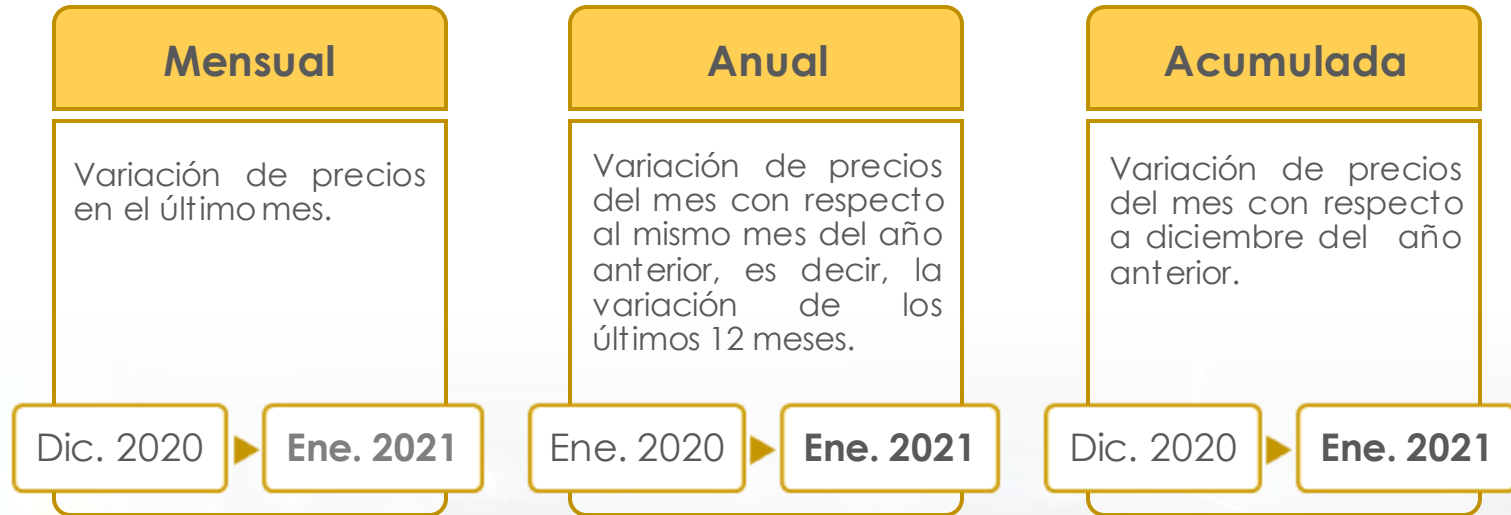 Mensual
Variación de precios
en el último mes.
Dic. 2020
Ene. 2021
Anual
Variación de precios
del mes con respecto
al mismo mes del año
anterior, es decir, la
variación de los
últimos 12 meses.
Ene. 2020
Ene. 2021
Acumulada
Variación de precios
del mes con respecto
a diciembre del año
anterior.
Dic. 2020
Ene. 2021